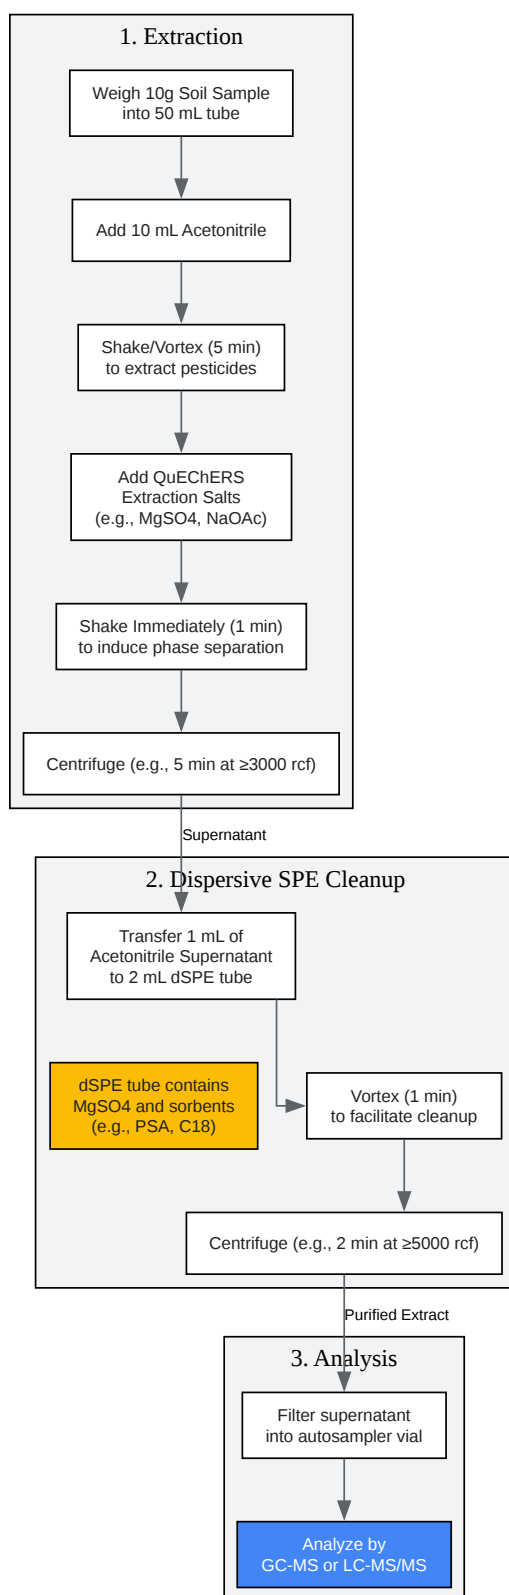 1. Extraction
Weigh 10g Soil Sample
into 50 mL tube
Add 10 mL Acetonitrile
Shake/Vortex (5 min)
to extract pesticides
Add QuEChERS
Extraction Salts
(e.g., MgSO4, NaOAc)
Shake Immediately (1 min)
to induce phase separation
Centrifuge (e.g., 5 min at ≥3000 rcf)
Supernatant
2. Dispersive SPE Cleanup
Transfer 1 mL of
Acetonitrile Supernatant
to 2 mL dSPE tube
dSPE tube contains
MgSO4 and sorbents
(e.g., PSA, C18)
Vortex (1 min)
to facilitate cleanup
Centrifuge (e.g., 2 min at ≥5000 rcf)
Purified Extract
3. Analysis
Filter supernatant
into autosampler vial
Analyze by
GC-MS or LC-MS/MS